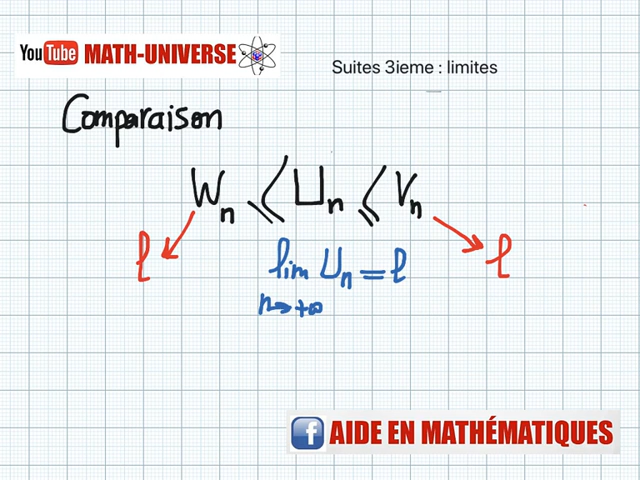 YouTube MATH-UNIVERSE
Suites 3ieme : limites
Comparaison
Wn ⩽ Un ⩽ Vn
ℓ ℓ
lim Un = ℓ
n→+∞
f AIDE EN MATHÉMATIQUES